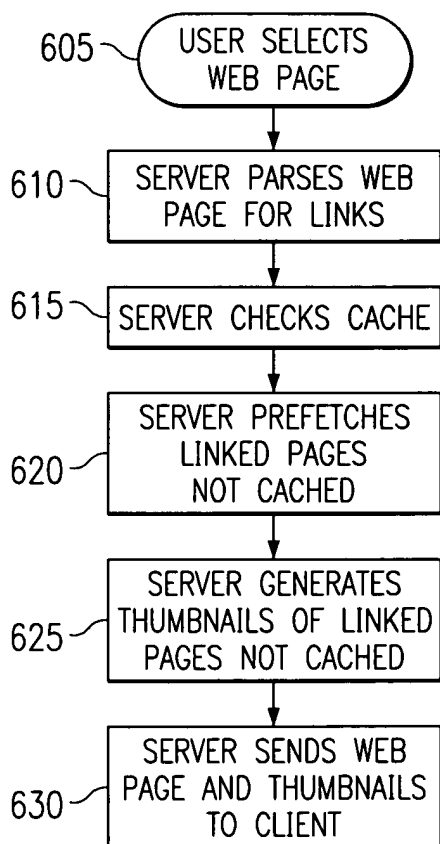 605
USER SELECTS
WEB PAGE
610
SERVER PARSES WEB
PAGE FOR LINKS
615
SERVER CHECKS CACHE
620
SERVER PREFETCHES
LINKED PAGES
NOT CACHED
625
SERVER GENERATES
THUMBNAILS OF LINKED
PAGES NOT CACHED
630
SERVER SENDS WEB
PAGE AND THUMBNAILS
TO CLIENT